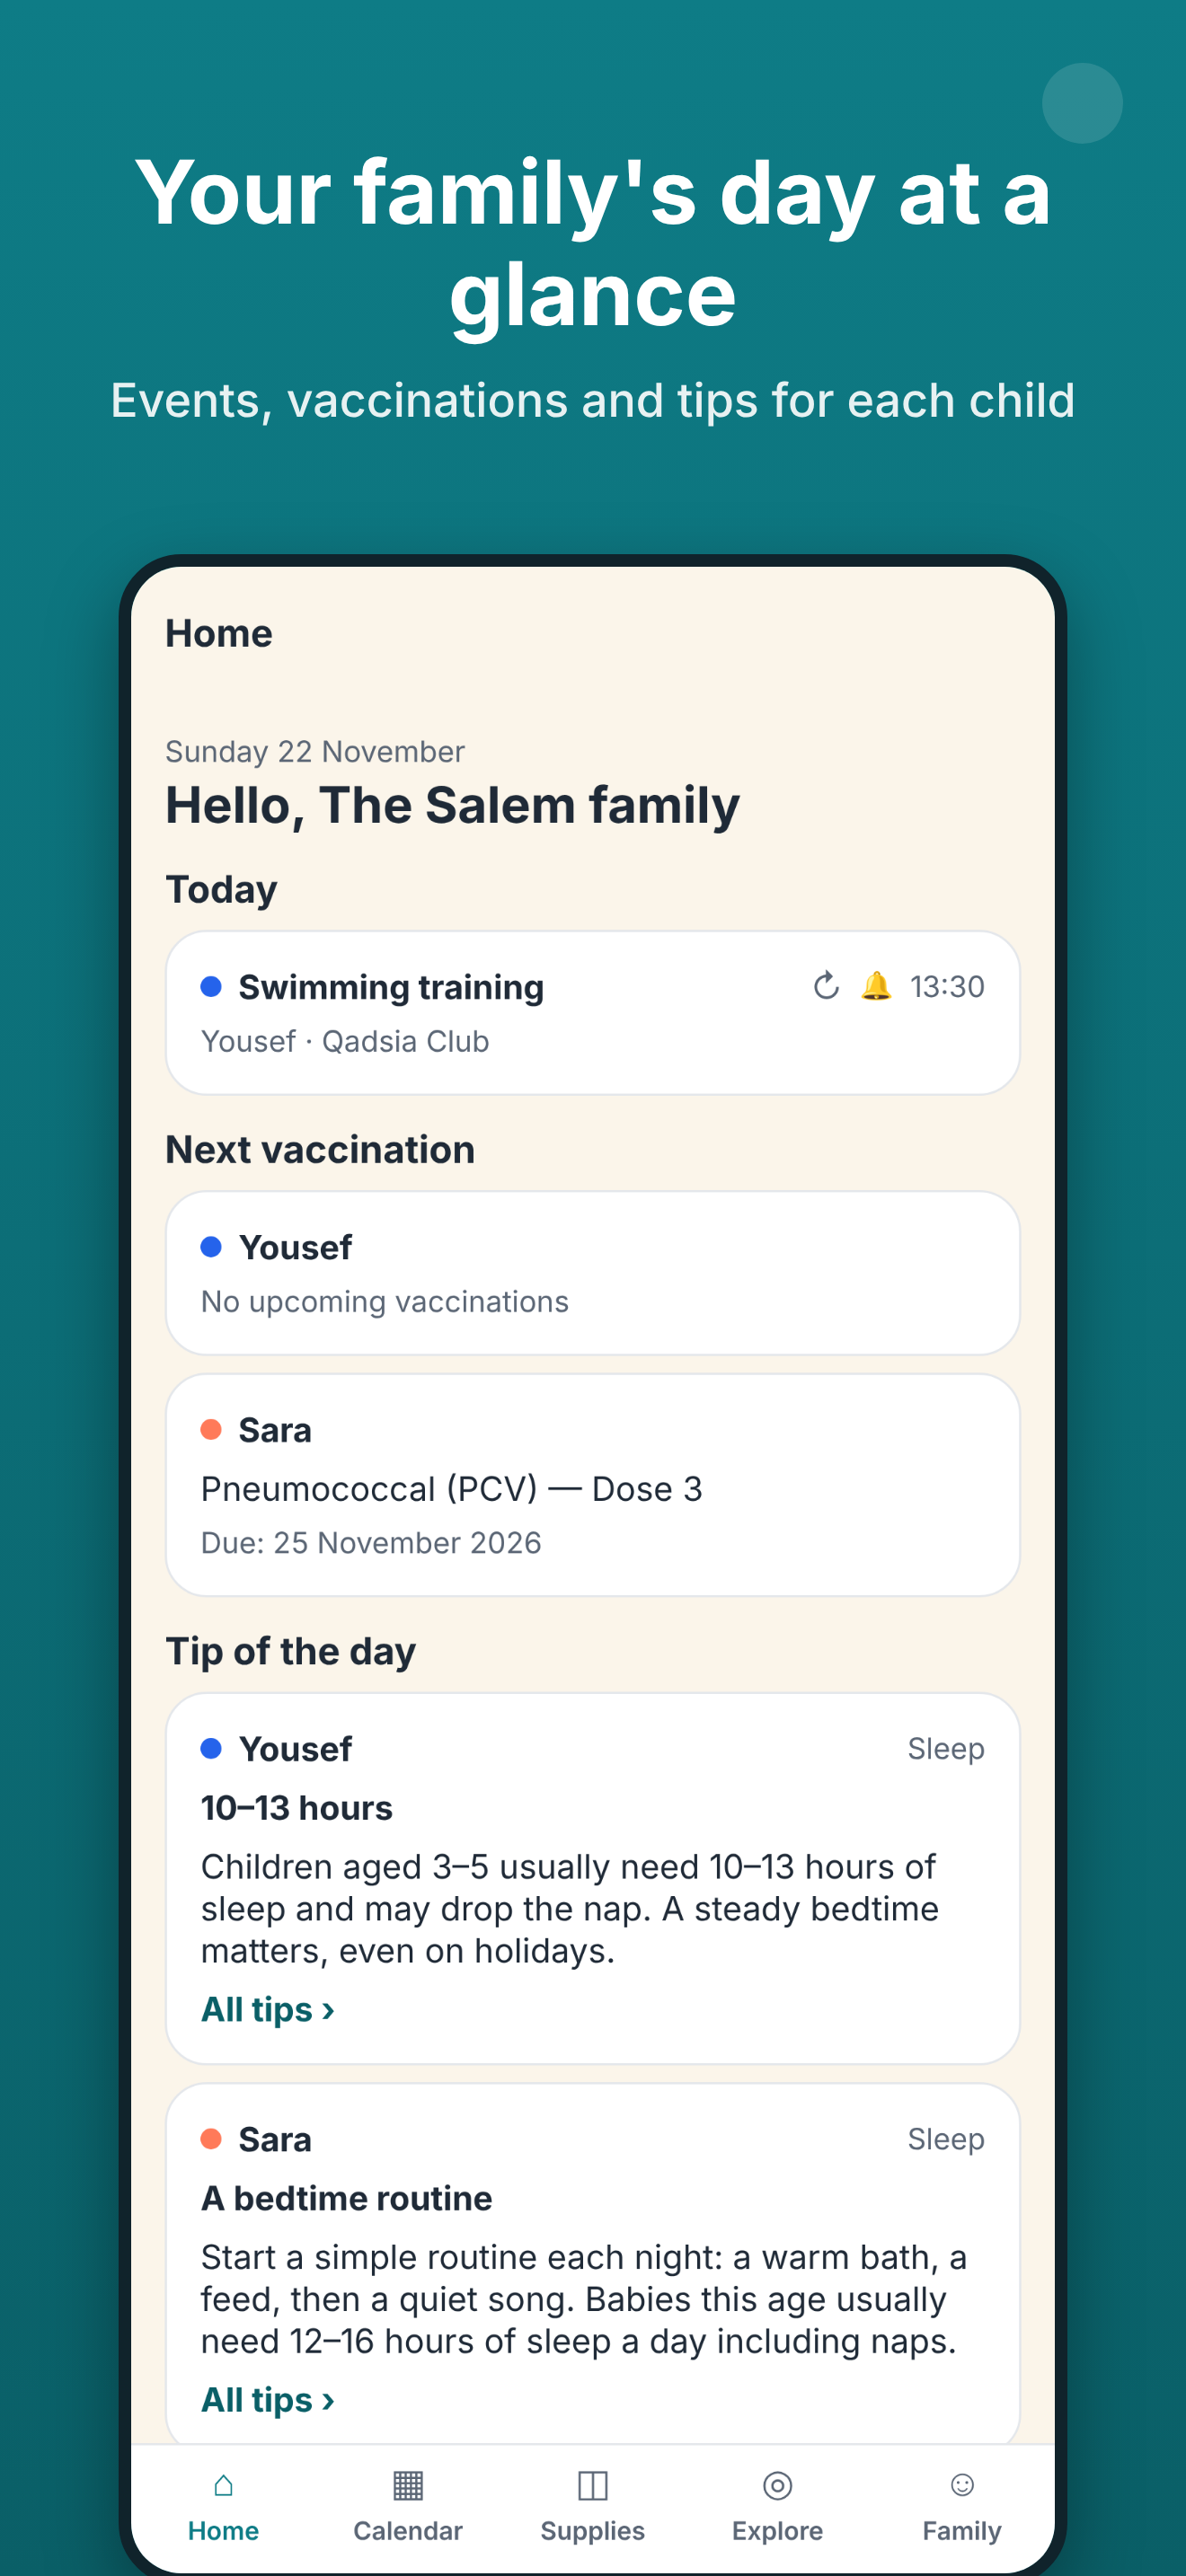 Your family's day at a
glance
Events, vaccinations and tips for each child
Home
Sunday 22 November
Hello, The Salem family
Today
Swimming training 13:30
Yousef · Qadsia Club
Next vaccination
Yousef
No upcoming vaccinations
Sara
Pneumococcal (PCV) — Dose 3
Due: 25 November 2026
Tip of the day
Yousef Sleep
10–13 hours
Children aged 3–5 usually need 10–13 hours of
sleep and may drop the nap. A steady bedtime
matters, even on holidays.
All tips ›
Sara Sleep
A bedtime routine
Start a simple routine each night: a warm bath, a
feed, then a quiet song. Babies this age usually
need 12–16 hours of sleep a day including naps.
All tips ›
Home Calendar Supplies Explore Family